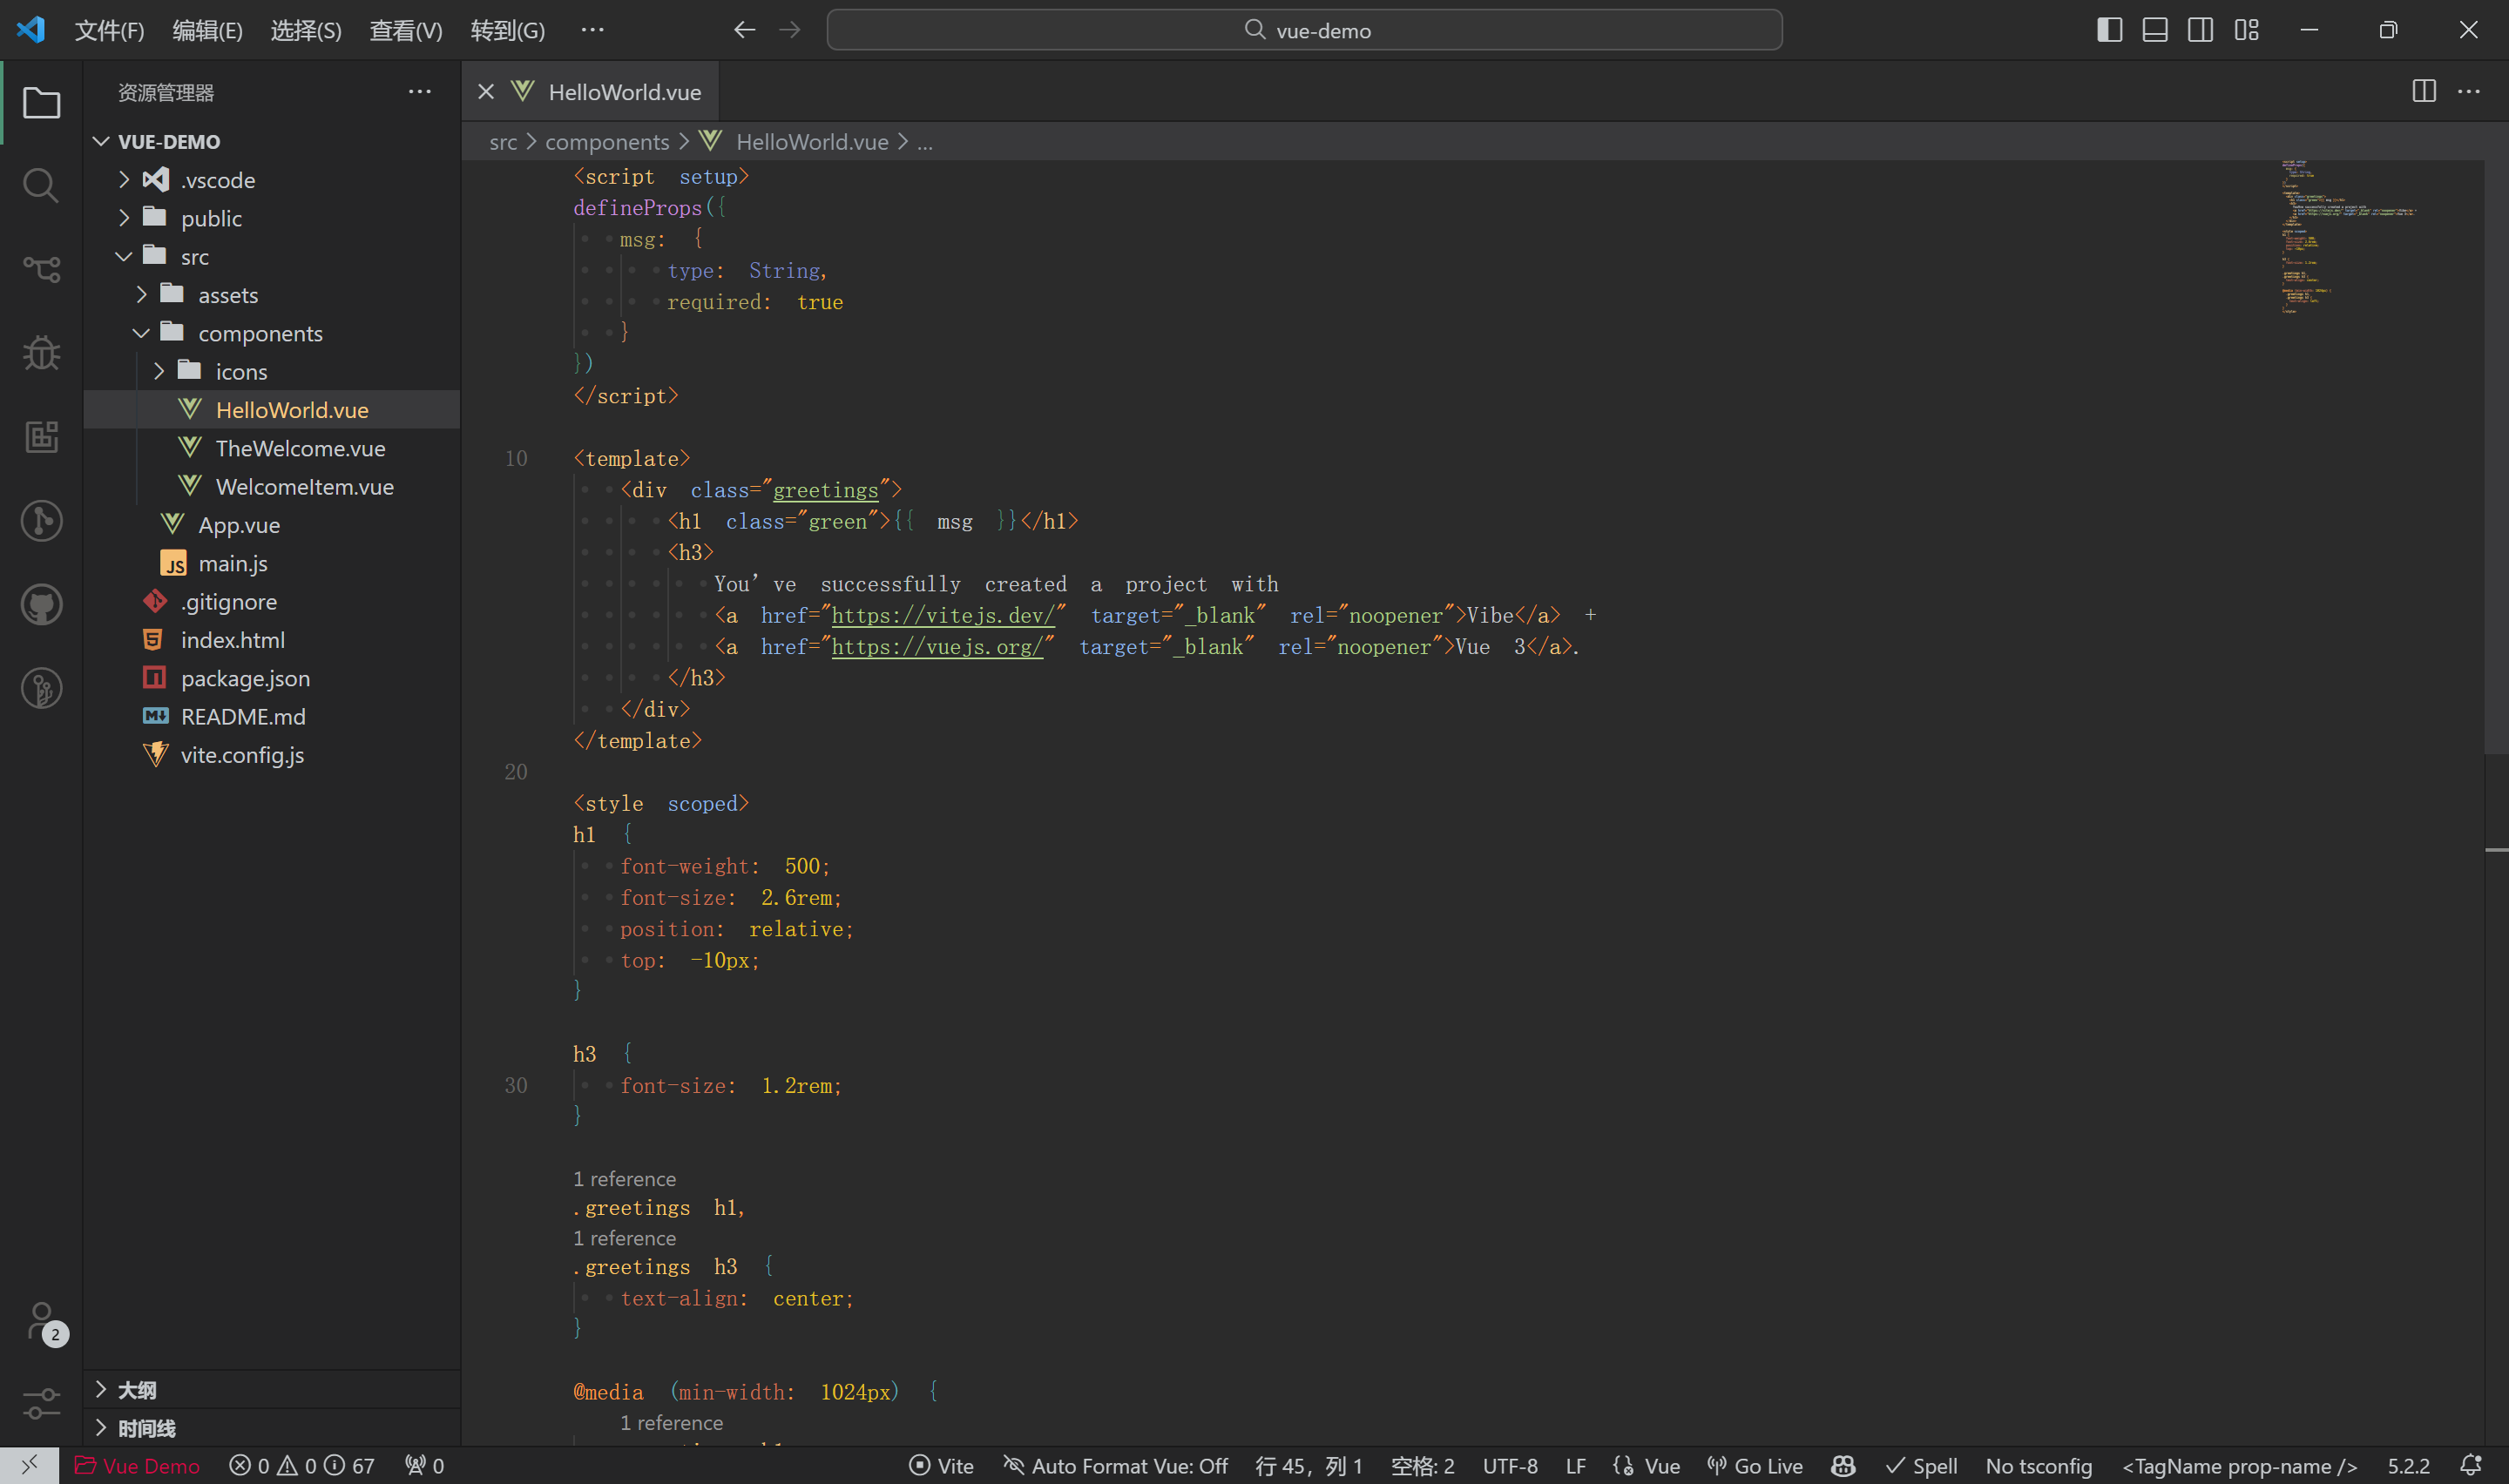 文件(F) 编辑(E) 选择(S) 查看(V) 转到(G) ··· vue-demo
资源管理器 ···
VUE-DEMO
.vscode
public
src
assets
components
icons
HelloWorld.vue
TheWelcome.vue
WelcomeItem.vue
App.vue
JS main.js
.gitignore
5 index.html
package.json
README.md
vite.config.js
2
大纲
时间线
HelloWorld.vue
src > components > HelloWorld.vue > ...
<script setup>
defineProps({
msg: {
type: String,
required: true
}
})
</script>
10 <template>
<div class="greetings">
<h1 class="green">{{ msg }}</h1>
<h3>
You’ve successfully created a project with
<a href="https://vitejs.dev/" target="_blank" rel="noopener">Vibe</a> +
<a href="https://vuejs.org/" target="_blank" rel="noopener">Vue 3</a>.
</h3>
</div>
</template>
20
<style scoped>
h1 {
font-weight: 500;
font-size: 2.6rem;
position: relative;
top: -10px;
}
h3 {
30 font-size: 1.2rem;
}
1 reference
.greetings h1,
1 reference
.greetings h3 {
text-align: center;
}
@media (min-width: 1024px) {
1 reference
Vue Demo 0 0 67 0 Vite Auto Format Vue: Off 行 45，列 1 空格: 2 UTF-8 LF Vue Go Live Spell No tsconfig <TagName prop-name /> 5.2.2